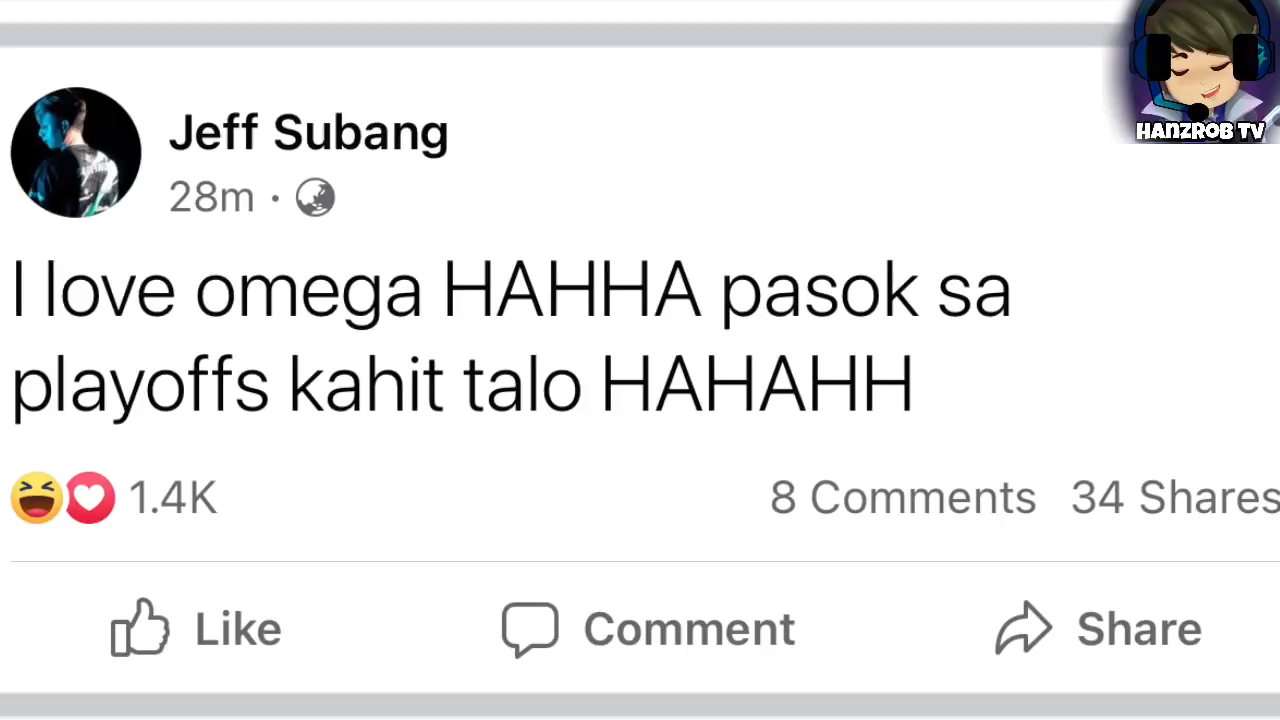 HANZROB TV
Jeff Subang
28m ·
I love omega HAHHA pasok sa
playoffs kahit talo HAHAHH
1.4K 8 Comments 34 Shares
Like Comment Share